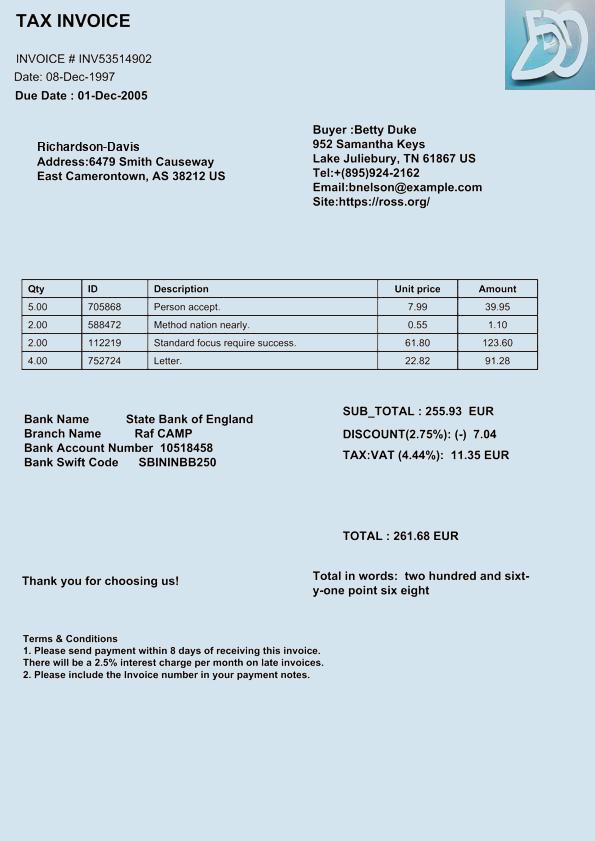 TAX INVOICE
INVOICE # INV53514902
Date: 08-Dec-1997
Due Date : 01-Dec-2005
Richardson-Davis
Address:6479 Smith Causeway
East Camerontown, AS 38212 US
Buyer :Betty Duke
952 Samantha Keys
Lake Juliebury, TN 61867 US
Tel:+(895)924-2162
Email:bnelson@example.com
Site:https://ross.org/
Qty ID Description Unit price Amount
5.00 705868 Person accept. 7.99 39.95
2.00 588472 Method nation nearly. 0.55 1.10
2.00 112219 Standard focus require success. 61.80 123.60
4.00 752724 Letter. 22.82 91.28
Bank Name State Bank of England
Branch Name Raf CAMP
Bank Account Number 10518458
Bank Swift Code SBININBB250
SUB_TOTAL : 255.93 EUR
DISCOUNT(2.75%): (-) 7.04
TAX:VAT (4.44%): 11.35 EUR
TOTAL : 261.68 EUR
Thank you for choosing us!
Total in words: two hundred and sixt-
y-one point six eight
Terms & Conditions
1. Please send payment within 8 days of receiving this invoice.
There will be a 2.5% interest charge per month on late invoices.
2. Please include the Invoice number in your payment notes.